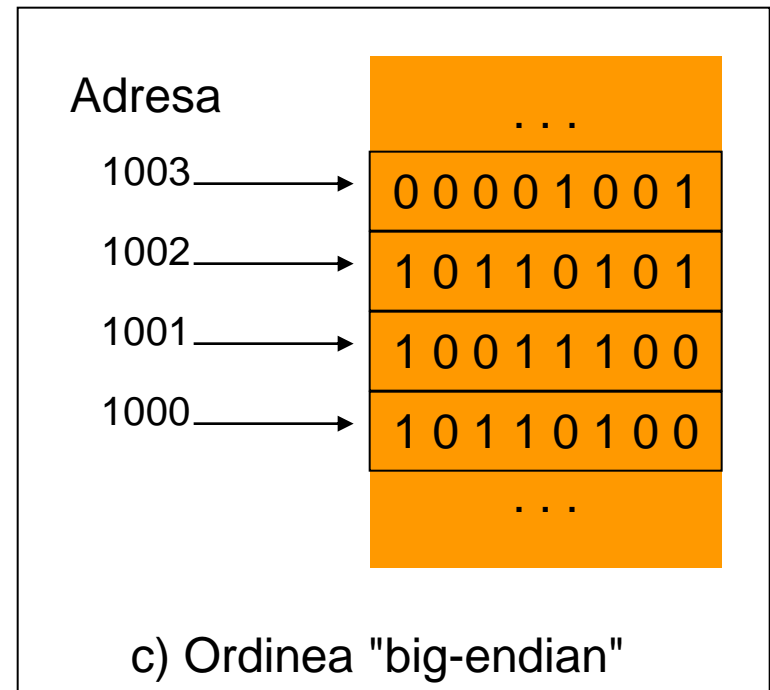 Adresa
. . .
1003 0 0 0 0 1 0 0 1
1002 1 0 1 1 0 1 0 1
1001 1 0 0 1 1 1 0 0
1000 1 0 1 1 0 1 0 0
. . .
c) Ordinea "big-endian"